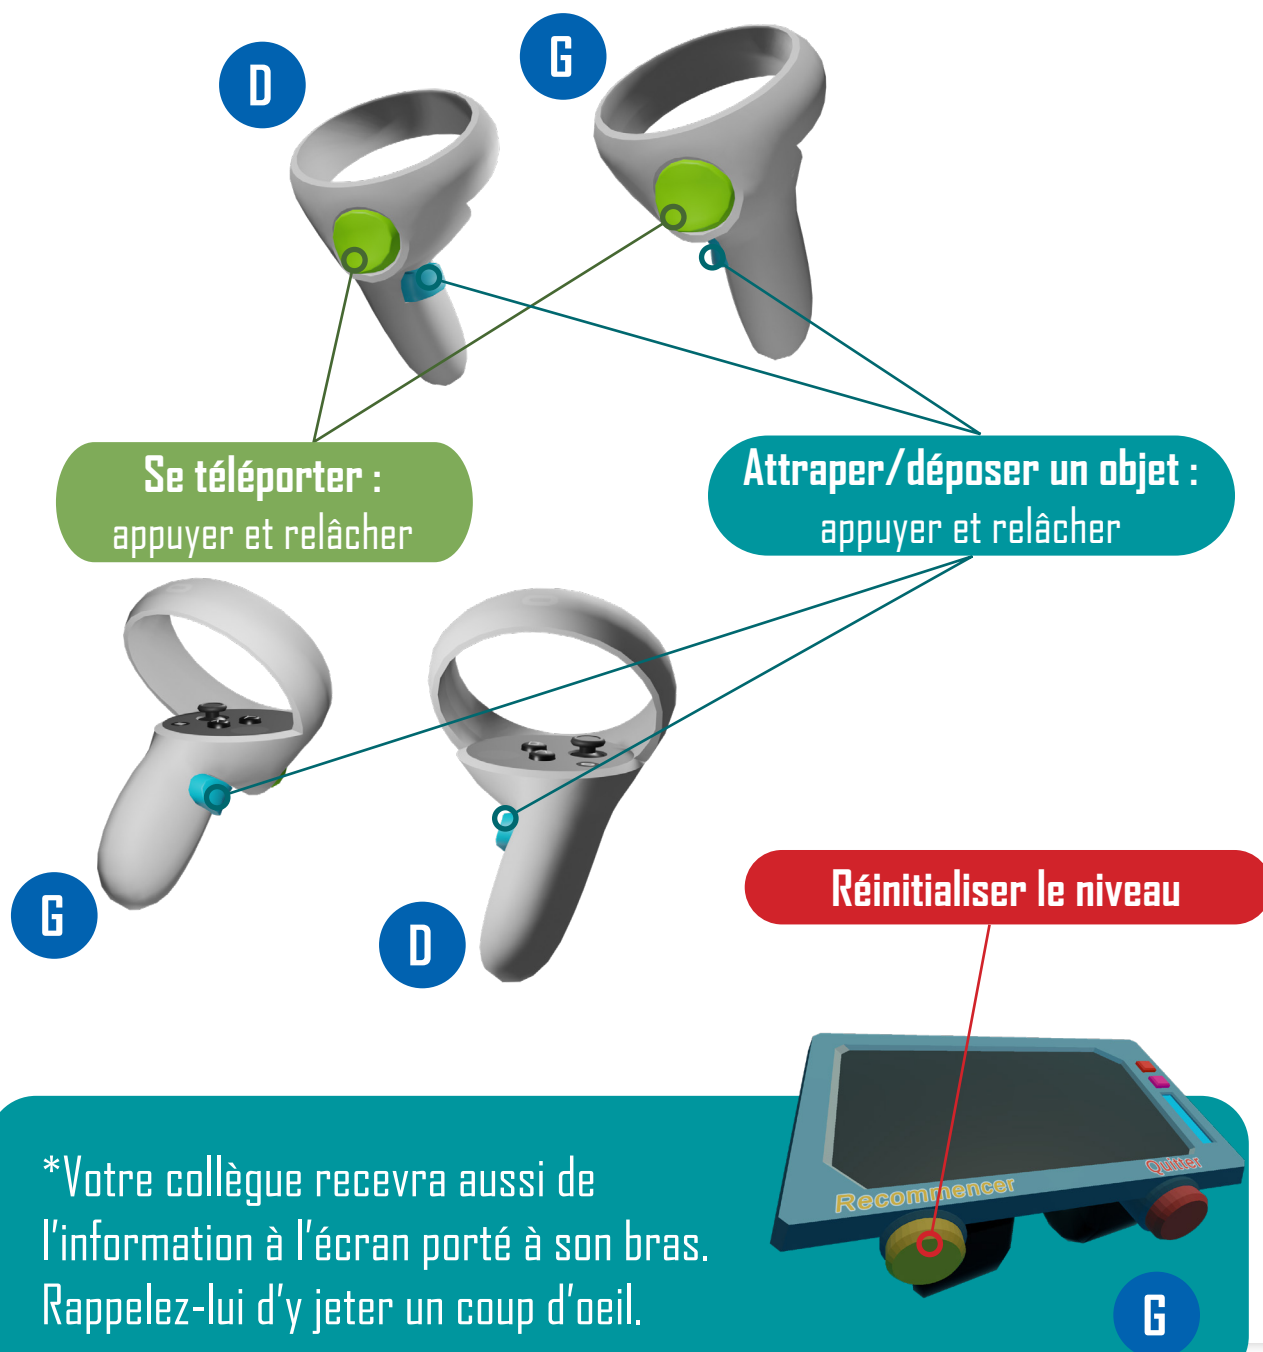 D
G
Se téléporter :
appuyer et relâcher
Attraper/déposer un objet :
appuyer et relâcher
G
D
Réinitialiser le niveau
Recommencer
Quitter
*Votre collègue recevra aussi de
l'information à l'écran porté à son bras.
Rappelez-lui d'y jeter un coup d'oeil.
G